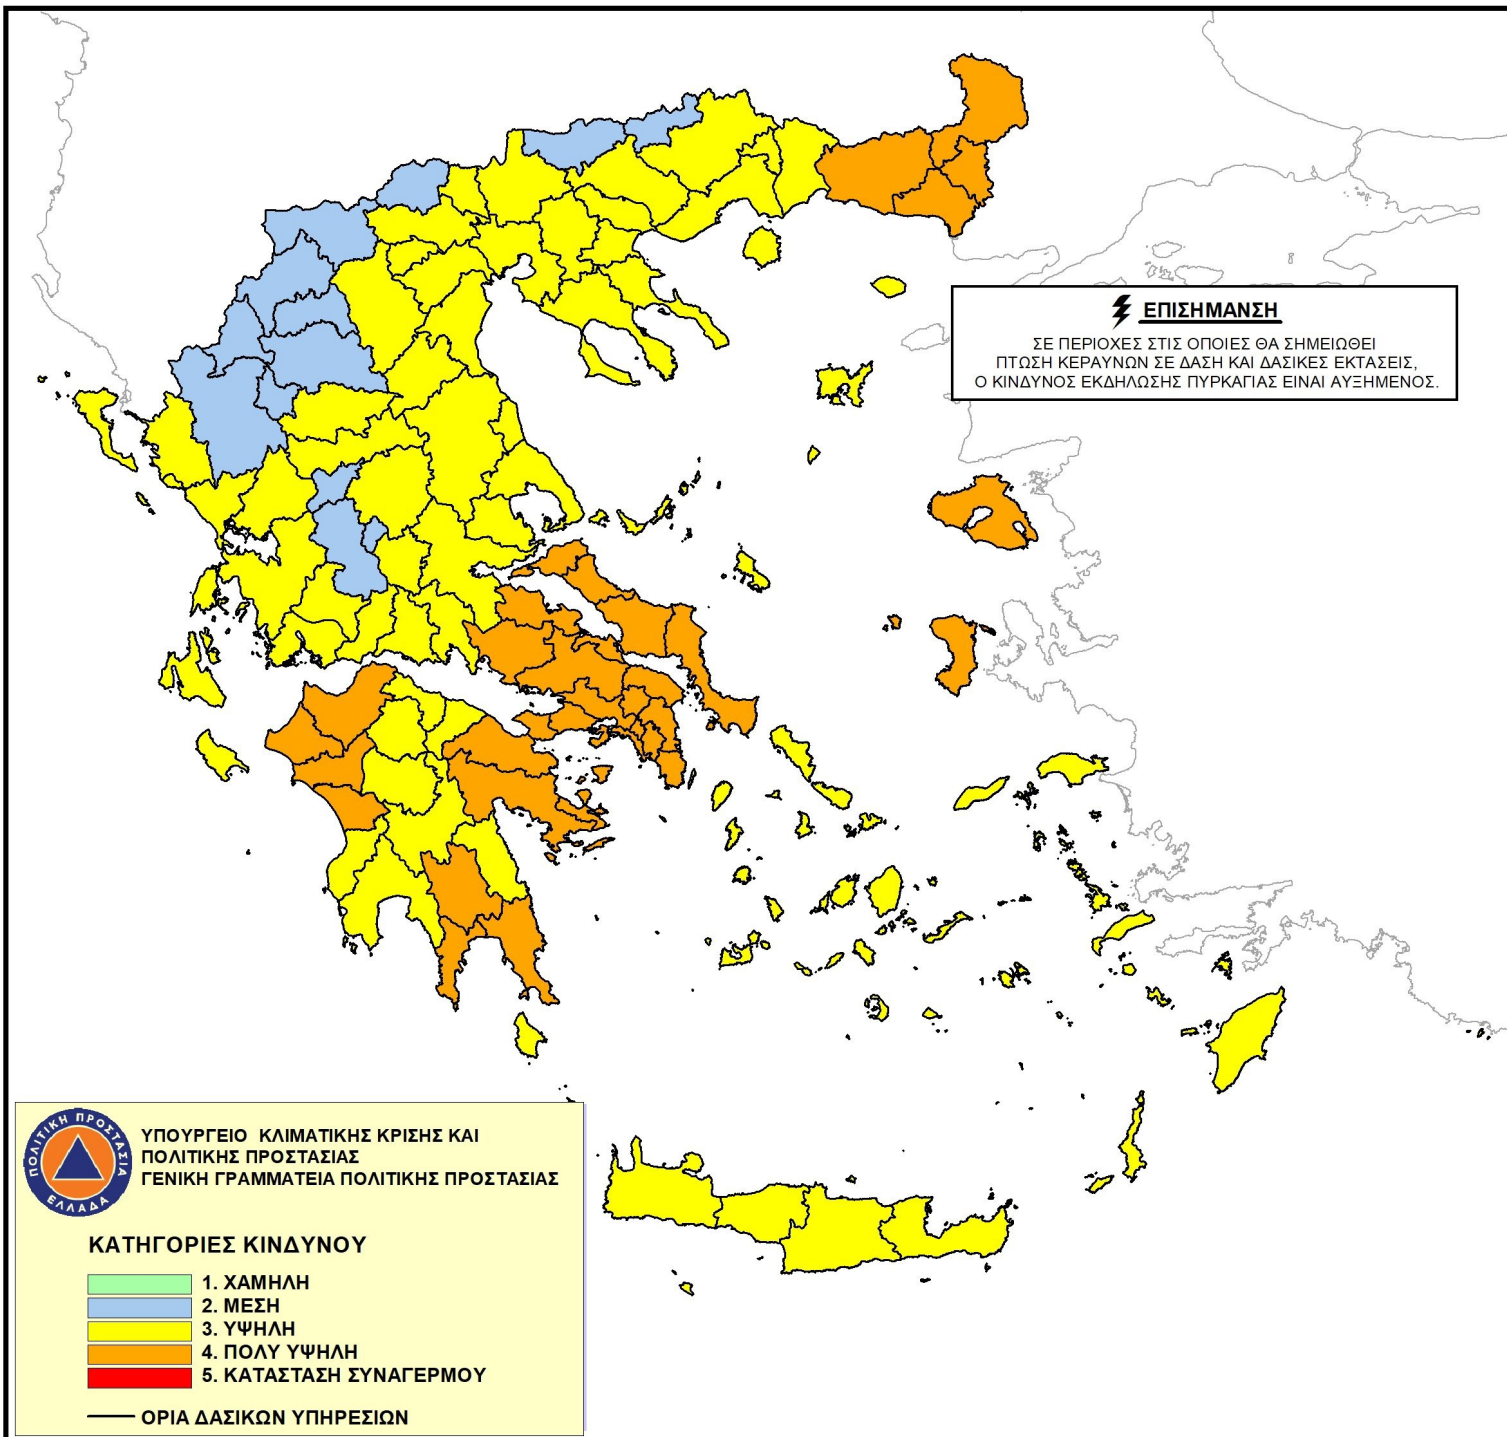 ΕΠΙΣΗΜΑΝΣΗ
ΣΕ ΠΕΡΙΟΧΕΣ ΣΤΙΣ ΟΠΟΙΕΣ ΘΑ ΣΗΜΕΙΩΘΕΙ
ΠΤΩΣΗ ΚΕΡΑΥΝΩΝ ΣΕ ΔΑΣΗ ΚΑΙ ΔΑΣΙΚΕΣ ΕΚΤΑΣΕΙΣ,
Ο ΚΙΝΔΥΝΟΣ ΕΚΔΗΛΩΣΗΣ ΠΥΡΚΑΓΙΑΣ ΕΙΝΑΙ ΑΥΞΗΜΕΝΟΣ.
ΠΟΛΙΤΙΚΗ ΠΡΟΣΤΑΣΙΑ
ΕΛΛΑΔΑ
ΥΠΟΥΡΓΕΙΟ ΚΛΙΜΑΤΙΚΗΣ ΚΡΙΣΗΣ ΚΑΙ
ΠΟΛΙΤΙΚΗΣ ΠΡΟΣΤΑΣΙΑΣ
ΓΕΝΙΚΗ ΓΡΑΜΜΑΤΕΙΑ ΠΟΛΙΤΙΚΗΣ ΠΡΟΣΤΑΣΙΑΣ
ΚΑΤΗΓΟΡΙΕΣ ΚΙΝΔΥΝΟΥ
1. ΧΑΜΗΛΗ
2. ΜΕΣΗ
3. ΥΨΗΛΗ
4. ΠΟΛΥ ΥΨΗΛΗ
5. ΚΑΤΑΣΤΑΣΗ ΣΥΝΑΓΕΡΜΟΥ
ΟΡΙΑ ΔΑΣΙΚΩΝ ΥΠΗΡΕΣΙΩΝ